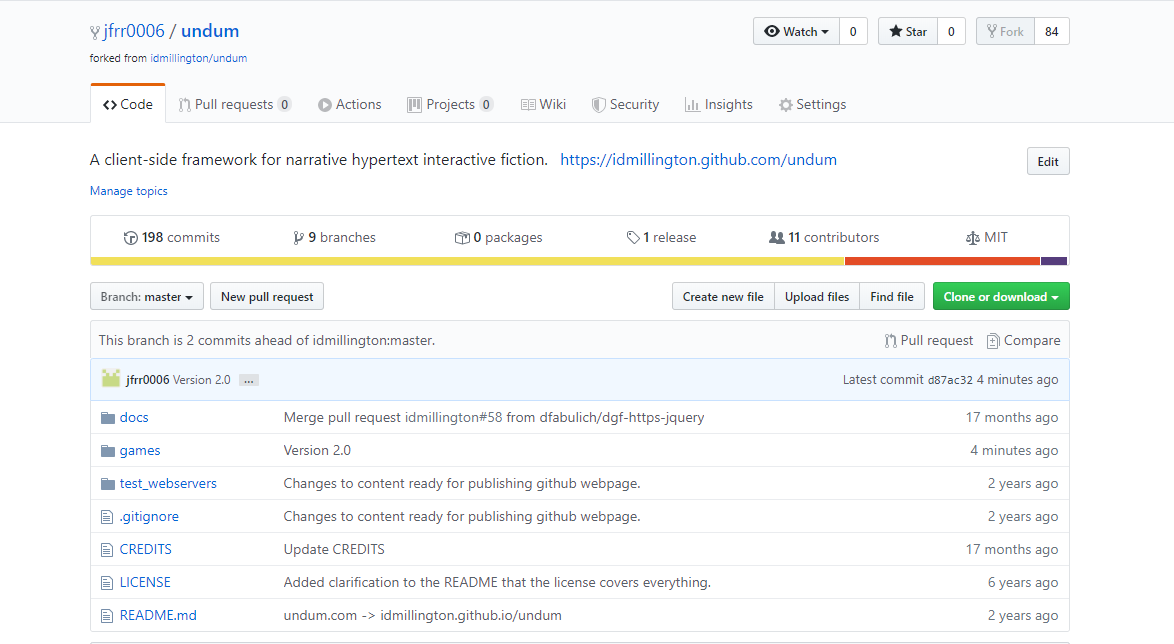 jfrr0006 / undum
Watch 0 Star 0 Fork 84
forked from idmillington/undum
Code Pull requests 0 Actions Projects 0 Wiki Security Insights Settings
A client-side framework for narrative hypertext interactive fiction. https://idmillington.github.com/undum Edit
Manage topics
198 commits 9 branches 0 packages 1 release 11 contributors MIT
Branch: master New pull request Create new file Upload files Find file Clone or download
This branch is 2 commits ahead of idmillington:master. Pull request Compare
jfrr0006 Version 2.0 ... Latest commit d87ac32 4 minutes ago
docs Merge pull request idmillington#58 from dfabulich/dgf-https-jquery 17 months ago
games Version 2.0 4 minutes ago
test_webservers Changes to content ready for publishing github webpage. 2 years ago
.gitignore Changes to content ready for publishing github webpage. 2 years ago
CREDITS Update CREDITS 17 months ago
LICENSE Added clarification to the README that the license covers everything. 6 years ago
README.md undum.com -> idmillington.github.io/undum 2 years ago